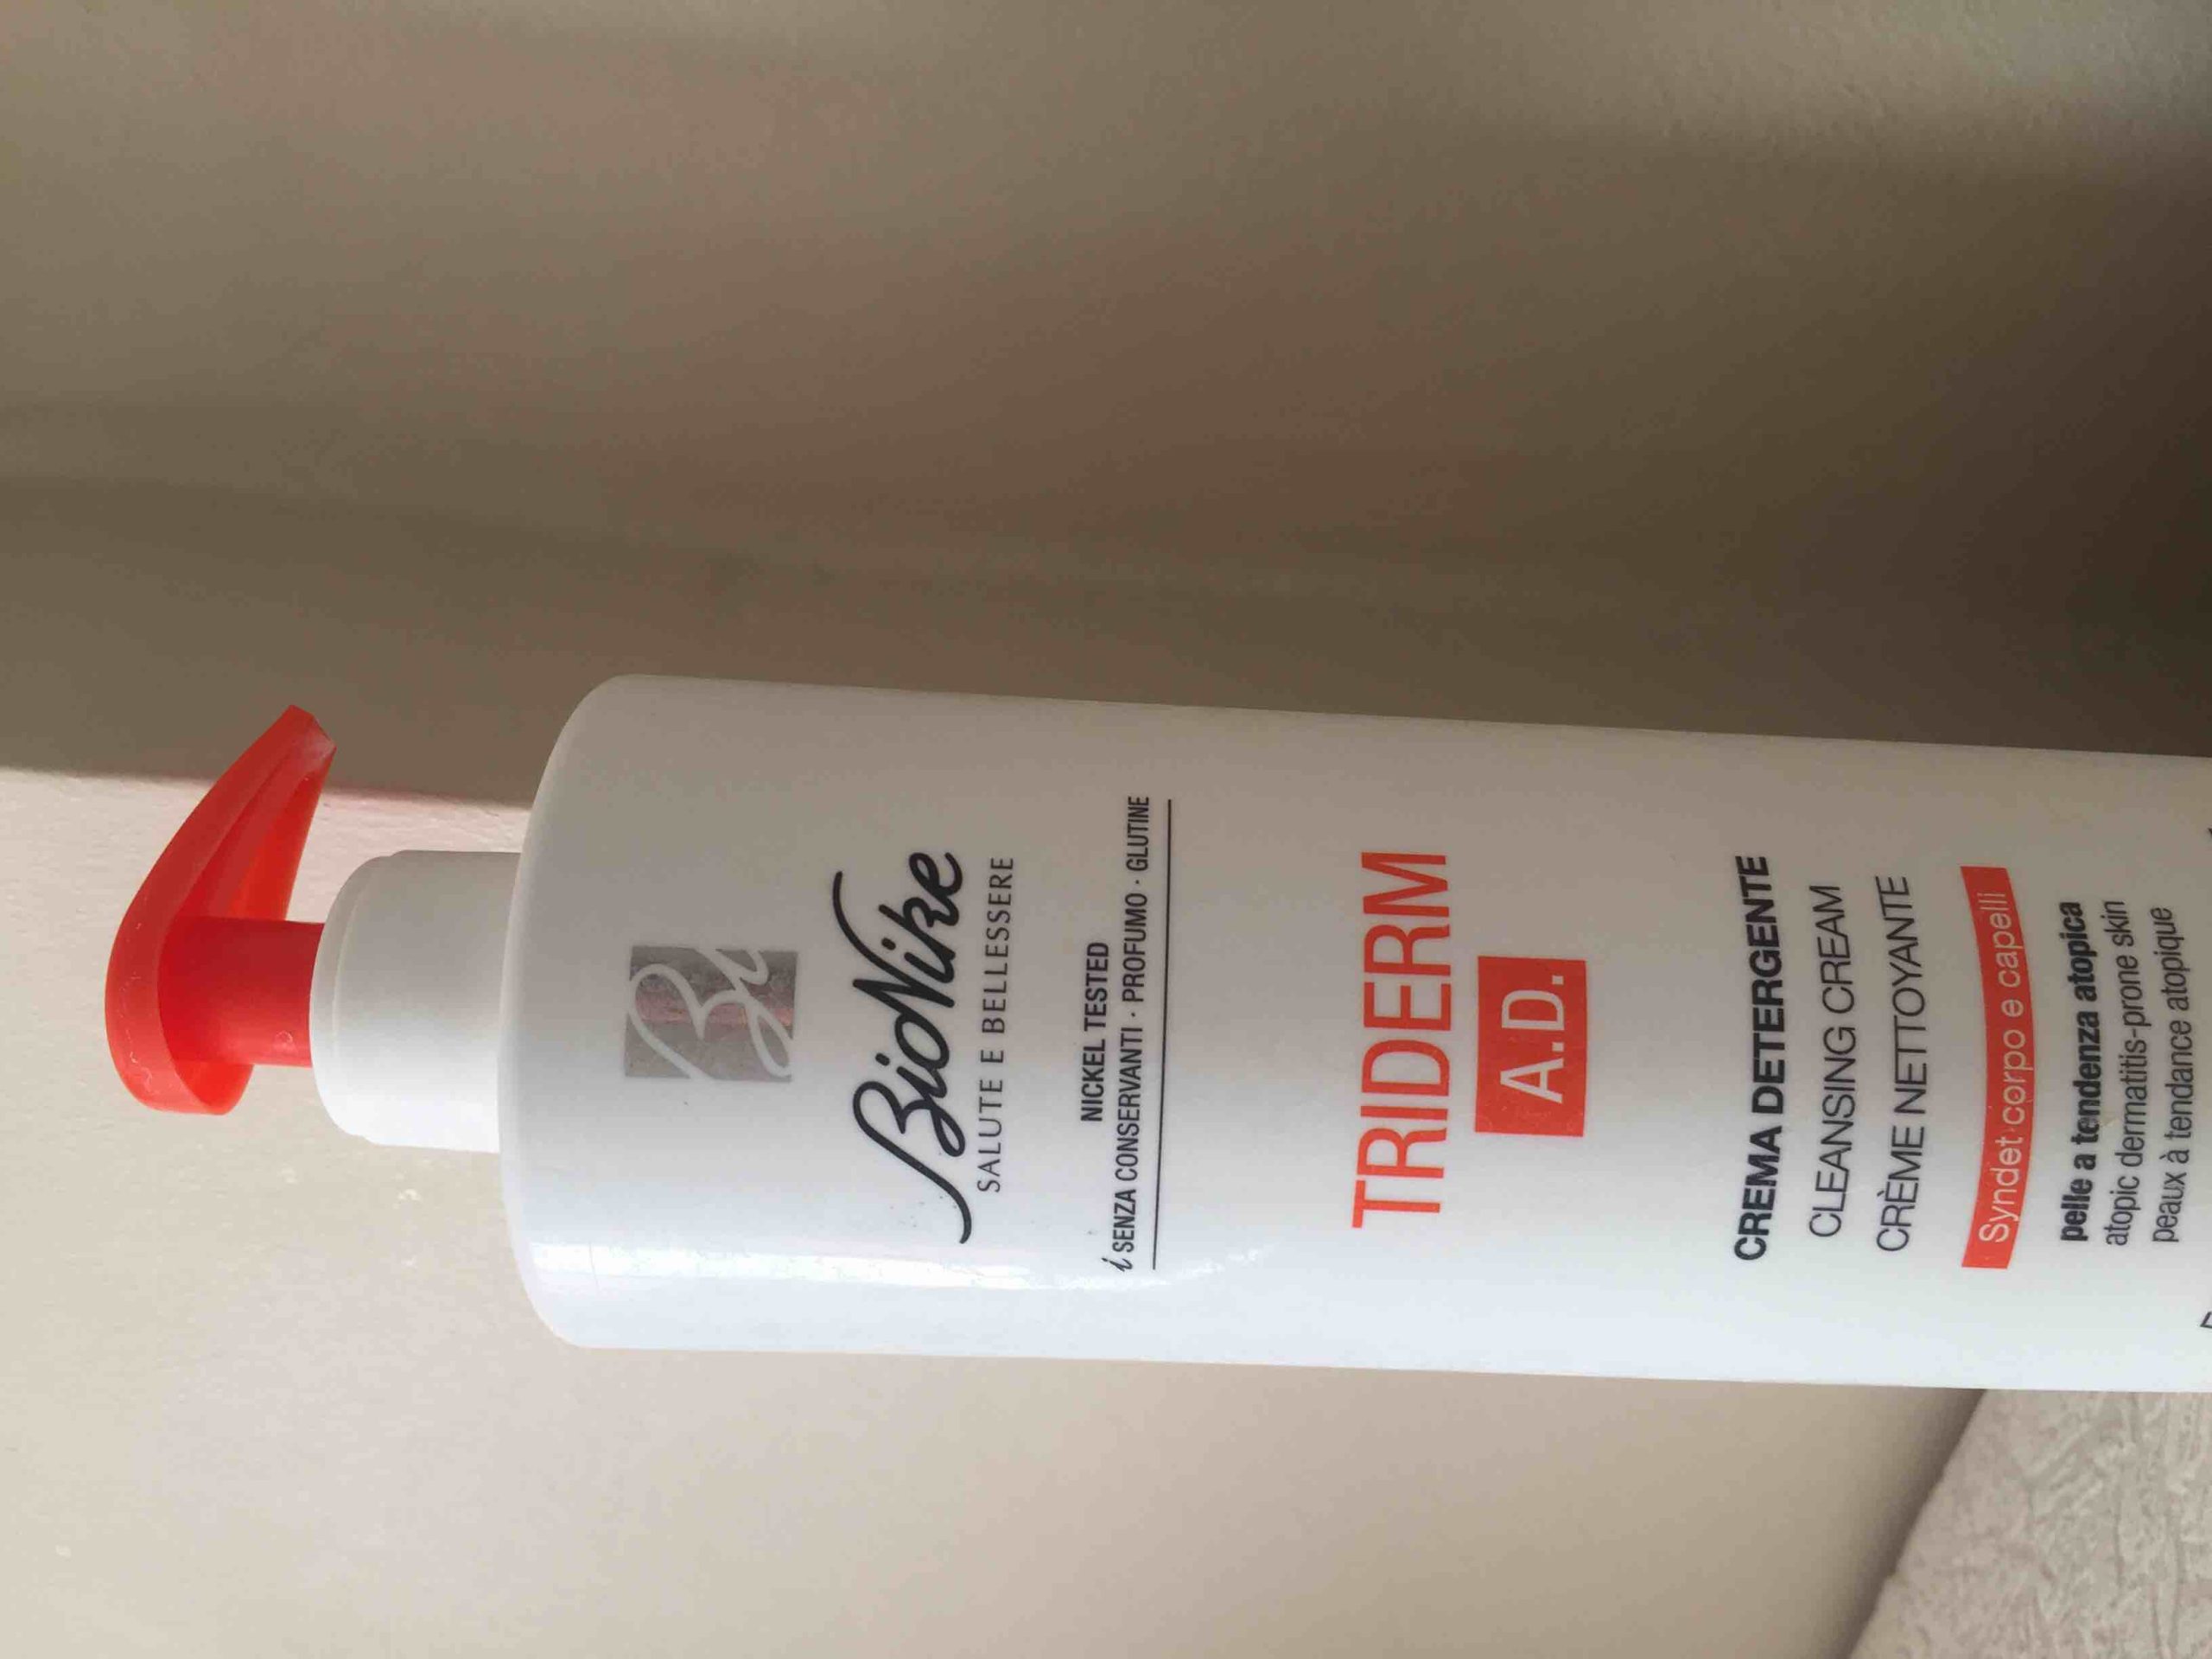 Bi
BioNike
SALUTE E BELLESSERE
NICKEL TESTED
i SENZA CONSERVANTI · PROFUMO · GLUTINE
TRIDERM
A.D.
CREMA DETERGENTE
CLEANSING CREAM
CRÈME NETTOYANTE
Syndet corpo e capelli
pelle a tendenza atopica
atopic dermatitis-prone skin
peaux à tendance atopique